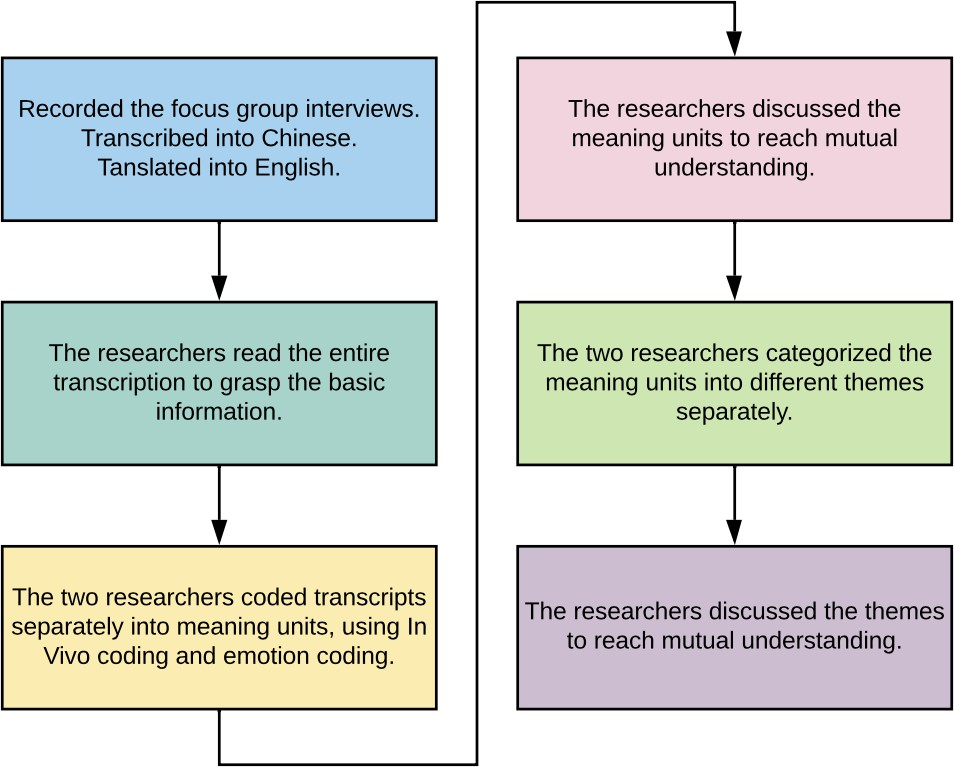 Recorded the focus group interviews.
Transcribed into Chinese.
Tanslated into English.
The researchers read the entire
transcription to grasp the basic
information.
The two researchers coded transcripts
separately into meaning units, using In
Vivo coding and emotion coding.
The researchers discussed the
meaning units to reach mutual
understanding.
The two researchers categorized the
meaning units into different themes
separately.
The researchers discussed the themes
to reach mutual understanding.